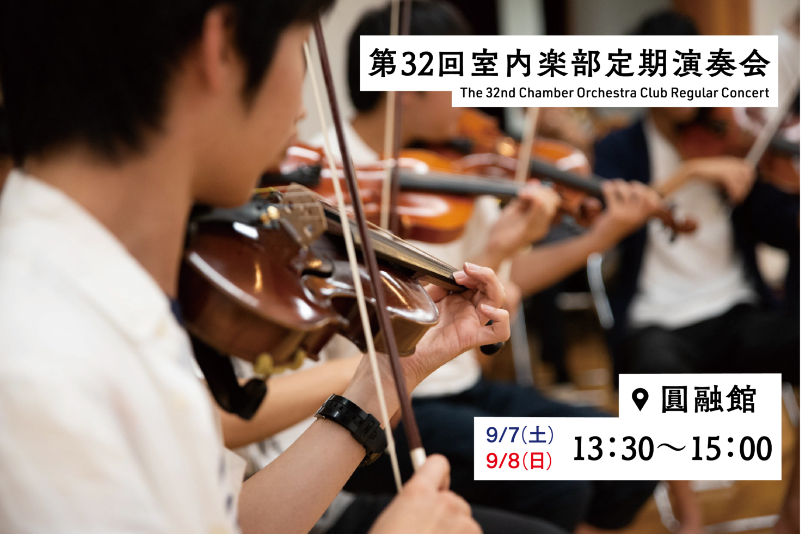 第32回室内楽部定期演奏会
The 32nd Chamber Orchestra Club Regular Concert
圓融館
9/7(土)
9/8(日)
13:30〜15:00